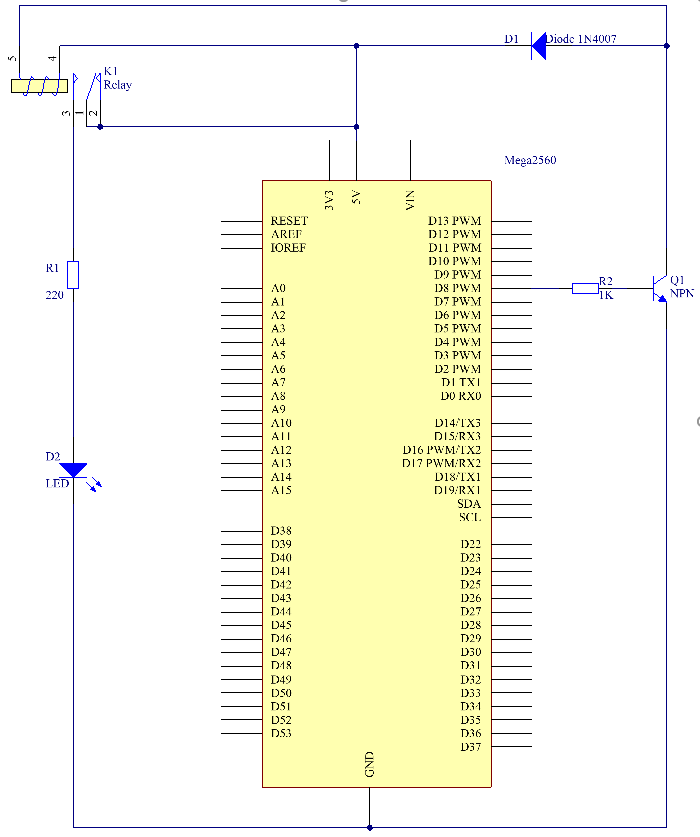 5
4
K1
Relay
3
1
2
D1 Diode 1N4007
Mega2560
3V3
5V
VIN
RESET
AREF
IOREF
A0
A1
A2
A3
A4
A5
A6
A7
A8
A9
A10
A11
A12
A13
A14
A15
D38
D39
D40
D41
D42
D43
D44
D45
D46
D47
D48
D49
D50
D51
D52
D53
D13 PWM
D12 PWM
D11 PWM
D10 PWM
D9 PWM
D8 PWM
D7 PWM
D6 PWM
D5 PWM
D4 PWM
D3 PWM
D2 PWM
D1 TX1
D0 RX0
D14/TX3
D15/RX3
D16 PWM/TX2
D17 PWM/RX2
D18/TX1
D19/RX1
SDA
SCL
D22
D23
D24
D25
D26
D27
D28
D29
D30
D31
D32
D33
D34
D35
D36
D37
GND
R1
220
D2
LED
R2
1K
Q1
NPN